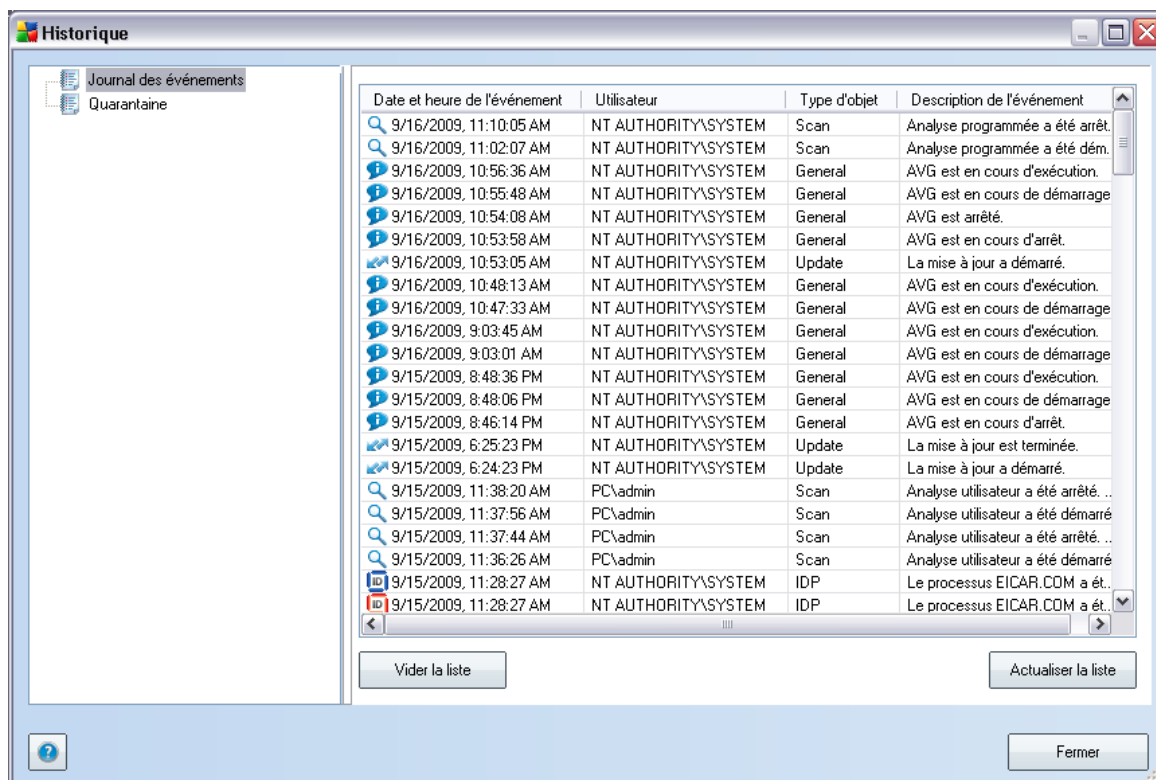 Historique
Journal des événements
Quarantaine
Date et heure de l'événement Utilisateur Type d'objet Description de l'événement
9/16/2009, 11:10:05 AM NT AUTHORITY\SYSTEM Scan Analyse programmée a été arrêt.
9/16/2009, 11:02:07 AM NT AUTHORITY\SYSTEM Scan Analyse programmée a été dém.
9/16/2009, 10:56:36 AM NT AUTHORITY\SYSTEM General AVG est en cours d'exécution.
9/16/2009, 10:55:48 AM NT AUTHORITY\SYSTEM General AVG est en cours de démarrage
9/16/2009, 10:54:08 AM NT AUTHORITY\SYSTEM General AVG est arrêté.
9/16/2009, 10:53:58 AM NT AUTHORITY\SYSTEM General AVG est en cours d'arrêt.
9/16/2009, 10:53:05 AM NT AUTHORITY\SYSTEM Update La mise à jour a démarré.
9/16/2009, 10:48:13 AM NT AUTHORITY\SYSTEM General AVG est en cours d'exécution.
9/16/2009, 10:47:33 AM NT AUTHORITY\SYSTEM General AVG est en cours de démarrage
9/16/2009, 9:03:45 AM NT AUTHORITY\SYSTEM General AVG est en cours d'exécution.
9/16/2009, 9:03:01 AM NT AUTHORITY\SYSTEM General AVG est en cours de démarrage
9/15/2009, 8:48:36 PM NT AUTHORITY\SYSTEM General AVG est en cours d'exécution.
9/15/2009, 8:48:06 PM NT AUTHORITY\SYSTEM General AVG est en cours de démarrage
9/15/2009, 8:46:14 PM NT AUTHORITY\SYSTEM General AVG est en cours d'arrêt.
9/15/2009, 6:25:23 PM NT AUTHORITY\SYSTEM Update La mise à jour est terminée.
9/15/2009, 6:24:23 PM NT AUTHORITY\SYSTEM Update La mise à jour a démarré.
9/15/2009, 11:38:20 AM PC\admin Scan Analyse utilisateur a été arrêté. ..
9/15/2009, 11:37:56 AM PC\admin Scan Analyse utilisateur a été démarré
9/15/2009, 11:37:44 AM PC\admin Scan Analyse utilisateur a été arrêté. ..
9/15/2009, 11:36:26 AM PC\admin Scan Analyse utilisateur a été démarré
ID 9/15/2009, 11:28:27 AM NT AUTHORITY\SYSTEM IDP Le processus EICAR.COM a ét..
ID 9/15/2009, 11:28:27 AM NT AUTHORITY\SYSTEM IDP Le processus EICAR.COM a ét..
Vider la liste Actualiser la liste
Fermer